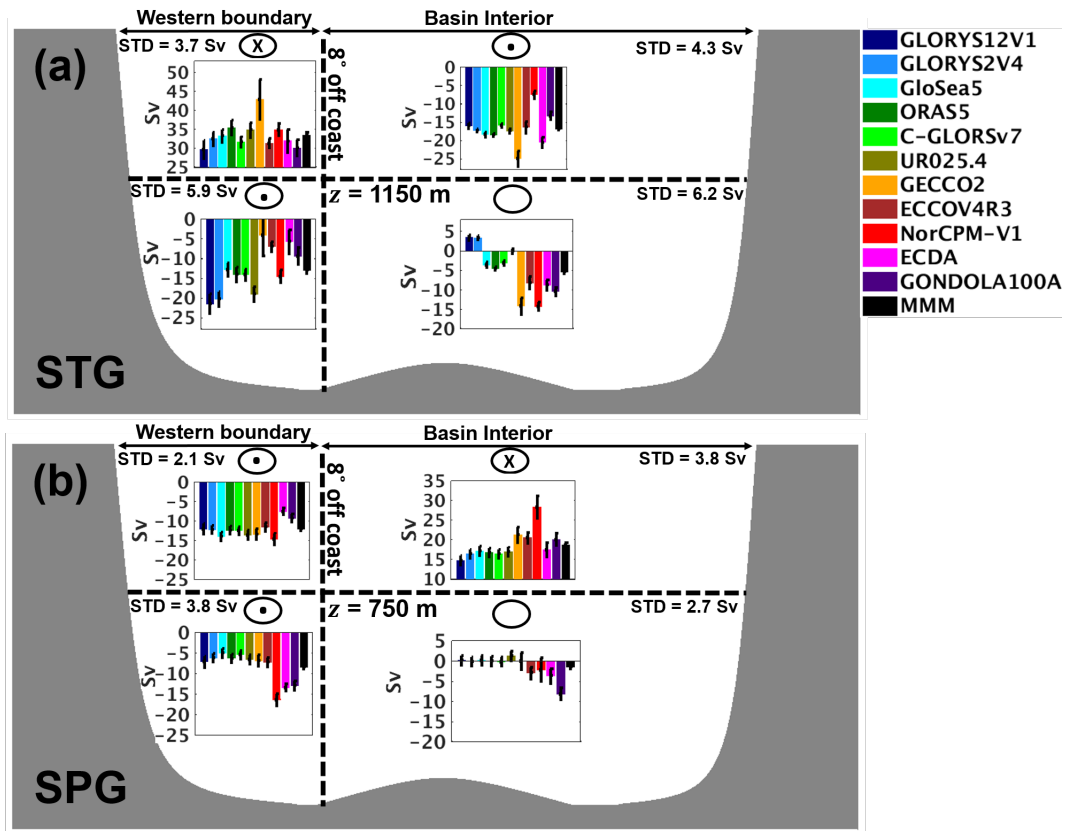 Western boundary
Basin Interior
STD = 3.7 Sv
X
STD = 4.3 Sv
(a)
8° off coast
50
45
40
35
30
25
Sv
0
−5
−10
−15
−20
−25
Sv
STD = 5.9 Sv
z = 1150 m
STD = 6.2 Sv
0
−5
−10
−15
−20
−25
Sv
5
0
−5
−10
−15
−20
Sv
STG
GLORYS12V1
GLORYS2V4
GloSea5
ORAS5
C−GLORSv7
UR025.4
GECCO2
ECCOV4R3
NorCPM−V1
ECDA
GONDOLA100A
MMM
Western boundary
Basin Interior
STD = 2.1 Sv
X
STD = 3.8 Sv
(b)
8° off coast
0
−5
−10
−15
−20
−25
Sv
35
30
25
20
15
10
Sv
STD = 3.8 Sv
z = 750 m
STD = 2.7 Sv
0
−5
−10
−15
−20
−25
Sv
5
0
−5
−10
−15
−20
Sv
SPG